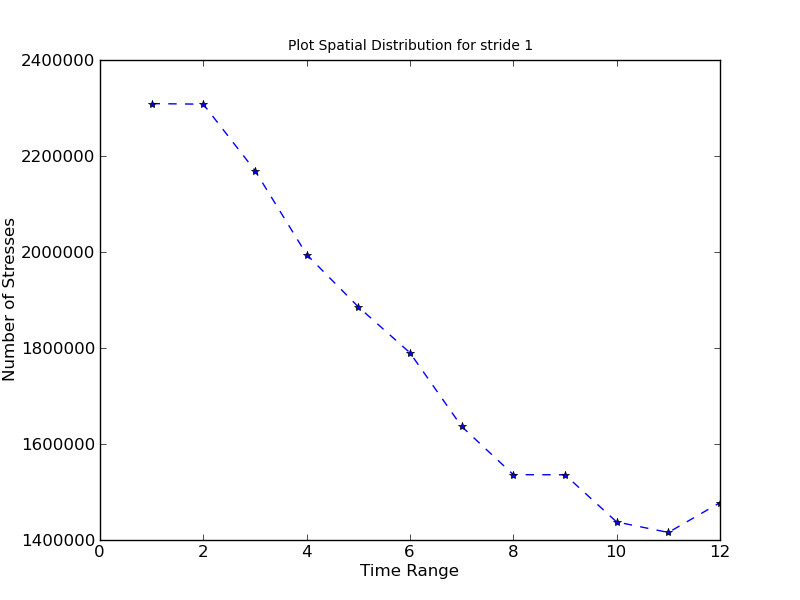 Plot Spatial Distribution for stride 1
2400000
2200000
2000000
1800000
1600000
1400000
Number of Stresses
0 2 4 6 8 10 12
Time Range